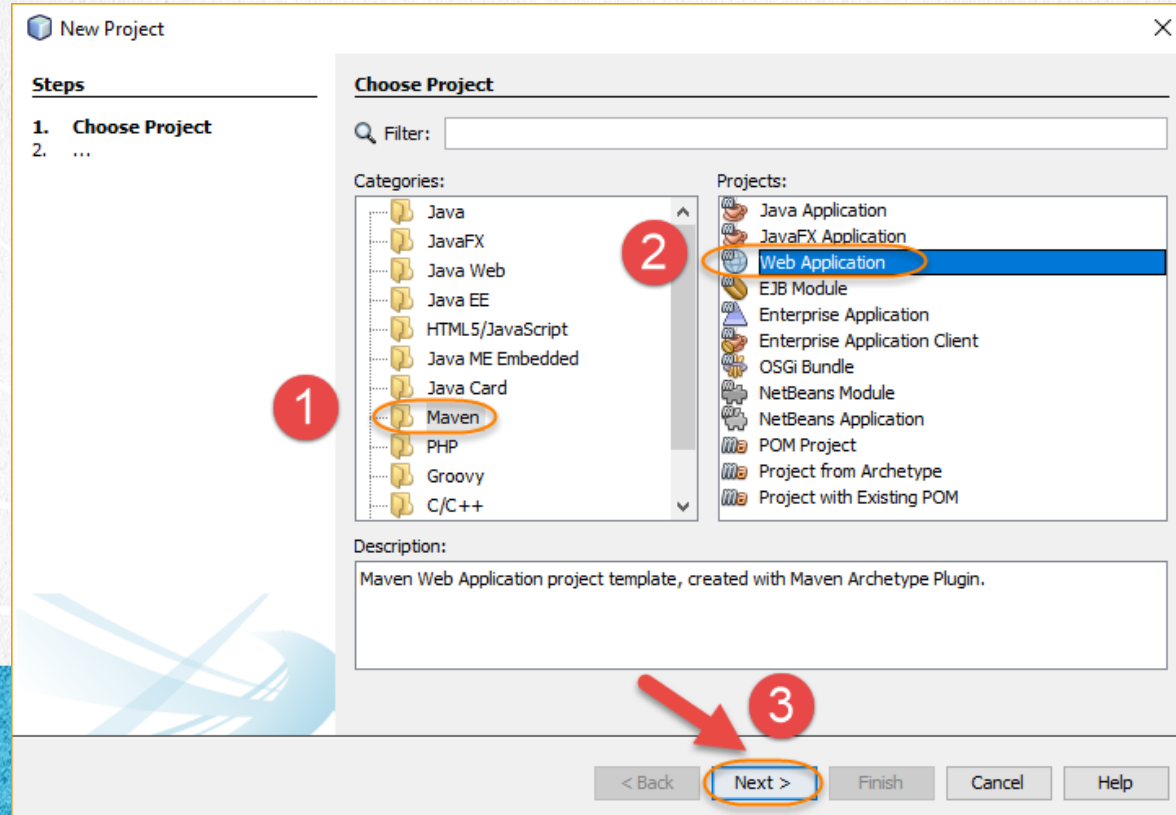 New Project
Steps
1. Choose Project
2. ...
Choose Project
Filter:
Categories:
Java
JavaFX
Java Web
Java EE
HTML5/JavaScript
Java ME Embedded
Java Card
Maven
PHP
Groovy
C/C++
1
Projects:
Java Application
JavaFX Application
Web Application
EJB Module
Enterprise Application
Enterprise Application Client
OSGi Bundle
NetBeans Module
NetBeans Application
POM Project
Project from Archetype
Project with Existing POM
2
Description:
Maven Web Application project template, created with Maven Archetype Plugin.
3
< Back Next > Finish Cancel Help